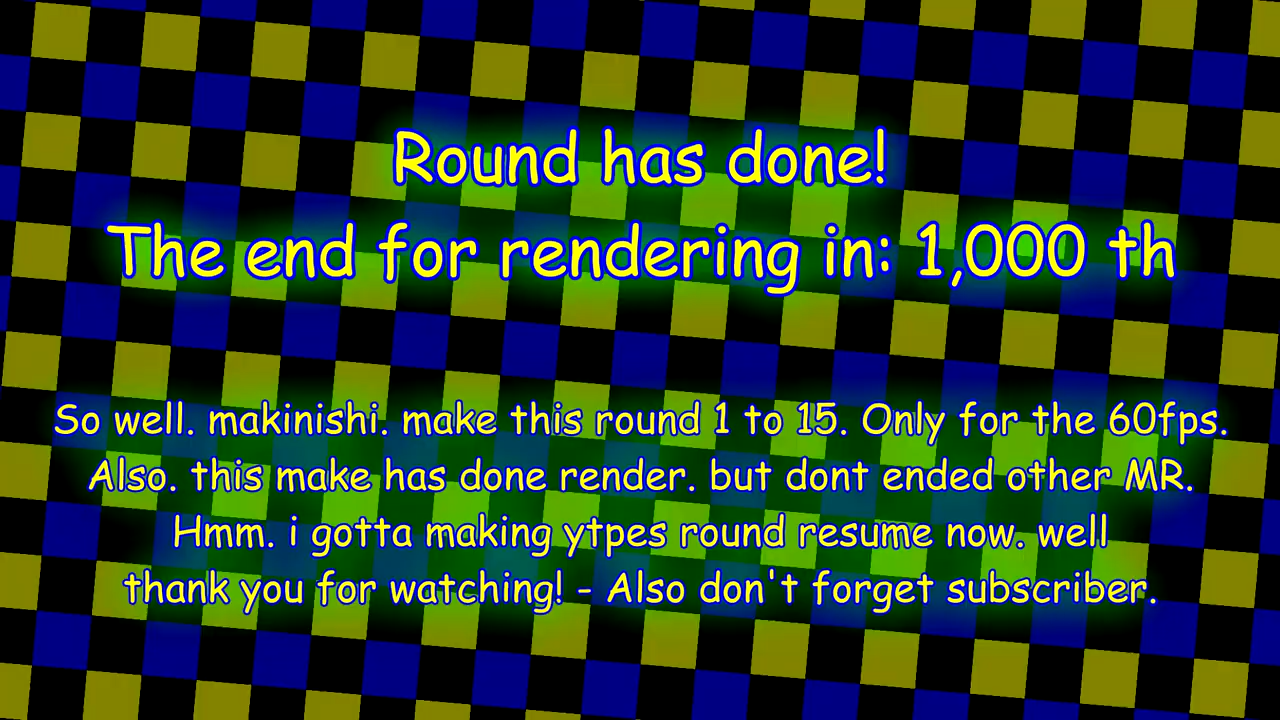 Round has done!
The end for rendering in: 1,000 th
So well. makinishi. make this round 1 to 15. Only for the 60fps.
Also. this make has done render. but dont ended other MR.
Hmm. i gotta making ytpes round resume now. well
thank you for watching! - Also don't forget subscriber.